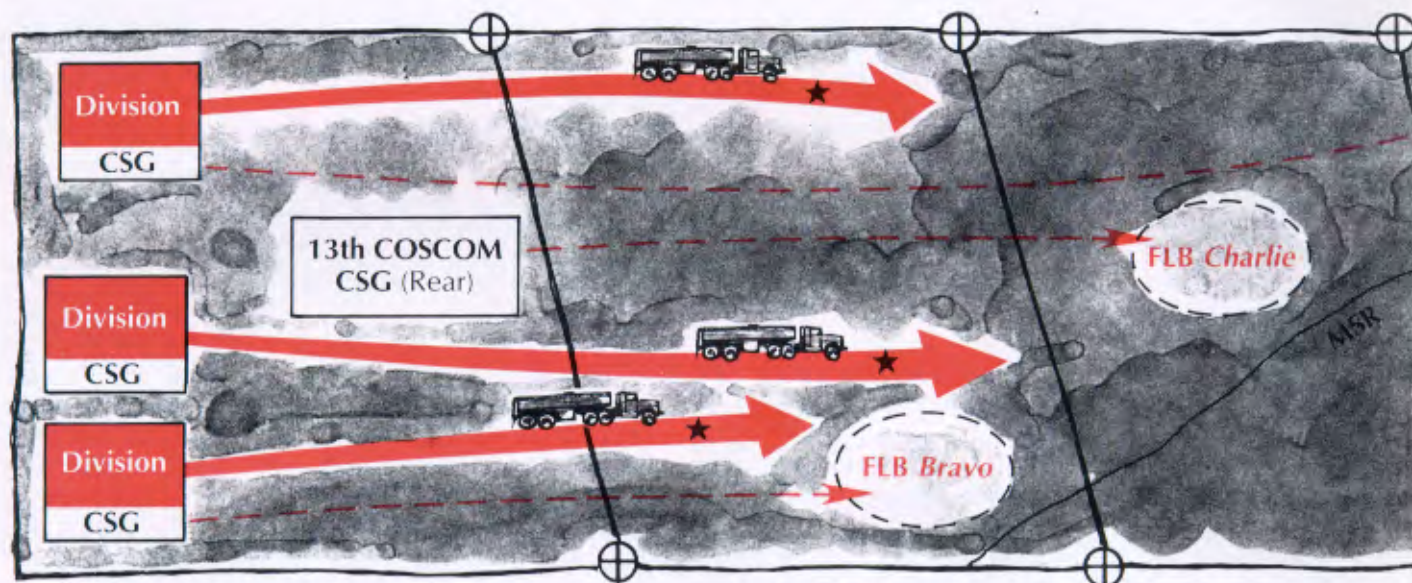 Division
CSG
13th COSCOM
CSG (Rear)
FLB Charlie
Division
CSG
MSR
Division
CSG
FLB Bravo